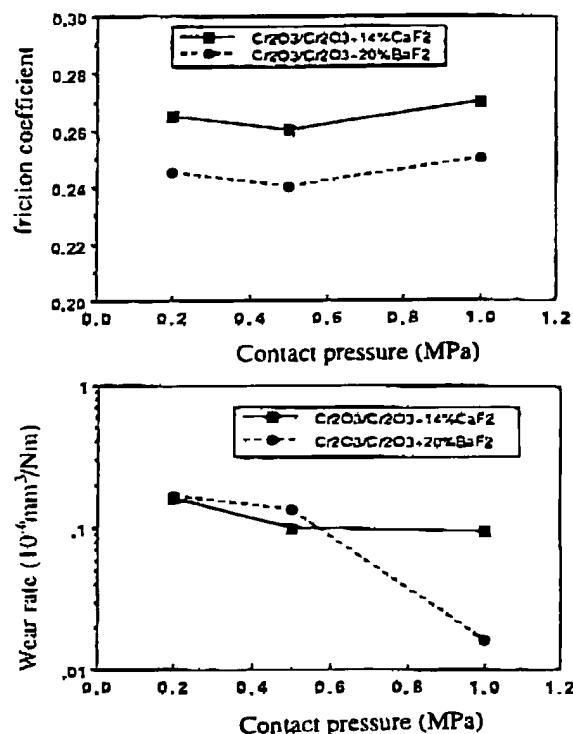 0.30
0.28
0.26
0.24
0.22
0.20
friction coefficient
Cr2O3/Cr2O3+14%CaF2
Cr2O3/Cr2O3+20%BaF2
0.0 0.2 0.4 0.6 0.8 1.0 1.2
Contact pressure (MPa)
1
.1
.01
Wear rate (10⁻⁶mm³/Nm)
Cr2O3/Cr2O3+14%CaF2
Cr2O3/Cr2O3+20%BaF2
0.0 0.2 0.4 0.6 0.8 1.0 1.2
Contact pressure (MPa)